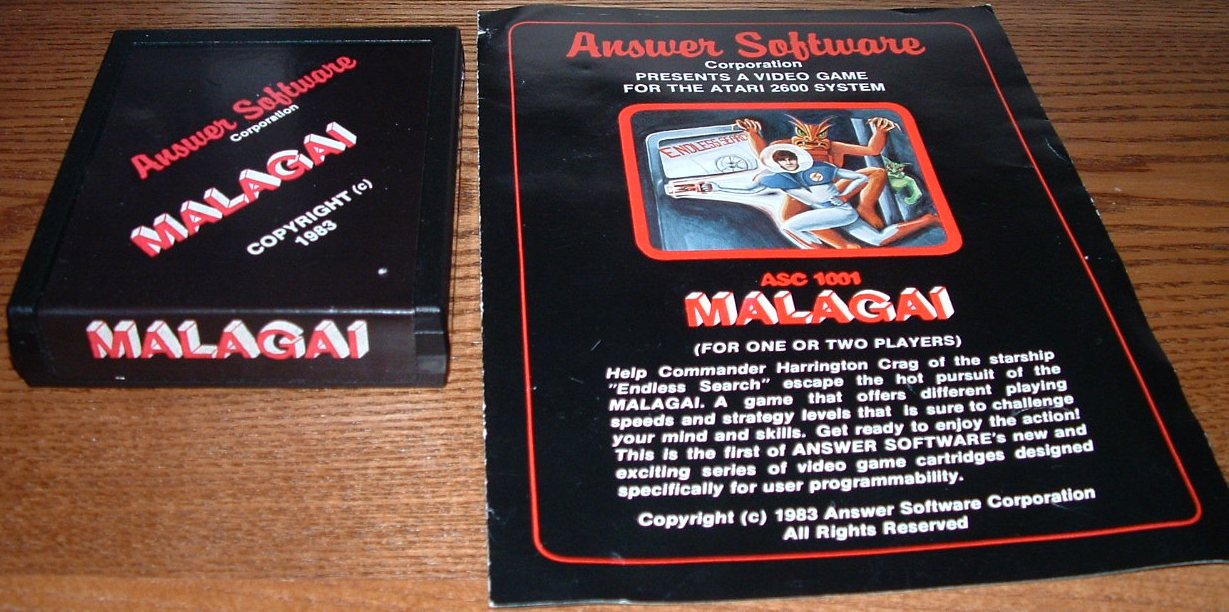 Answer Software
Corporation
MALAGAI
COPYRIGHT (c)
1983
MALAGAI
Answer Software
Corporation
PRESENTS A VIDEO GAME
FOR THE ATARI 2600 SYSTEM
ENDLESS SEARC
ASC 1001
MALAGAI
(FOR ONE OR TWO PLAYERS)
Help Commander Harrington Crag of the starship
"Endless Search" escape the hot pursuit of the
MALAGAI. A game that offers different playing
speeds and strategy levels that is sure to challenge
your mind and skills. Get ready to enjoy the action!
This is the first of ANSWER SOFTWARE's new and
exciting series of video game cartridges designed
specifically for user programmability.
Copyright (c) 1983 Answer Software Corporation
All Rights Reserved